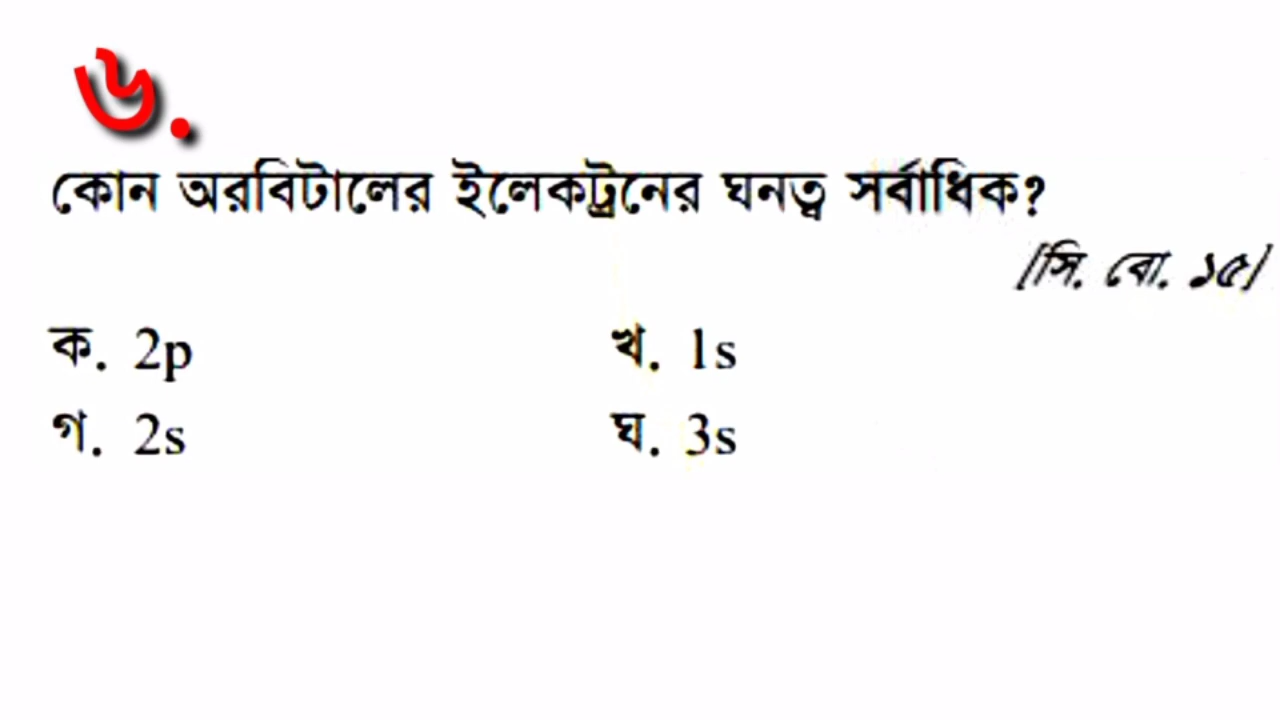 ৬.
কোন অরবিটালের ইলেকট্রনের ঘনত্ব সর্বাধিক?
[সি. বো. ১৫]
ক. 2p খ. 1s
গ. 2s ঘ. 3s